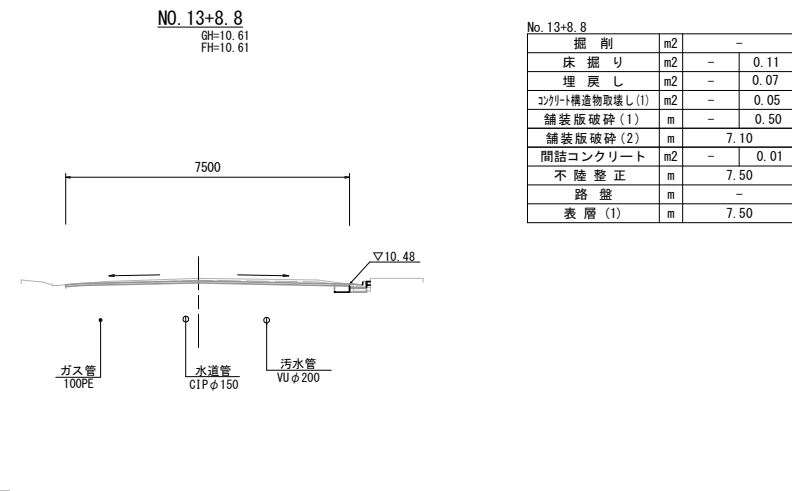 NO. 13+8.8
GH=10.61
FH=10.61
No. 13+8.8
掘 削 m2 -
床 掘 り m2 - 0.11
埋 戻 し m2 - 0.07
コンクリート構造物取壊し(1) m2 - 0.05
舗装版破砕(1) m - 0.50
舗装版破砕(2) m 7.10
間詰コンクリート m2 - 0.01
不 陸 整 正 m 7.50
路 盤 m -
表 層 (1) m 7.50
7500
▽10.48
ガス管
100PE
水道管
CIPφ150
汚水管
VUφ200